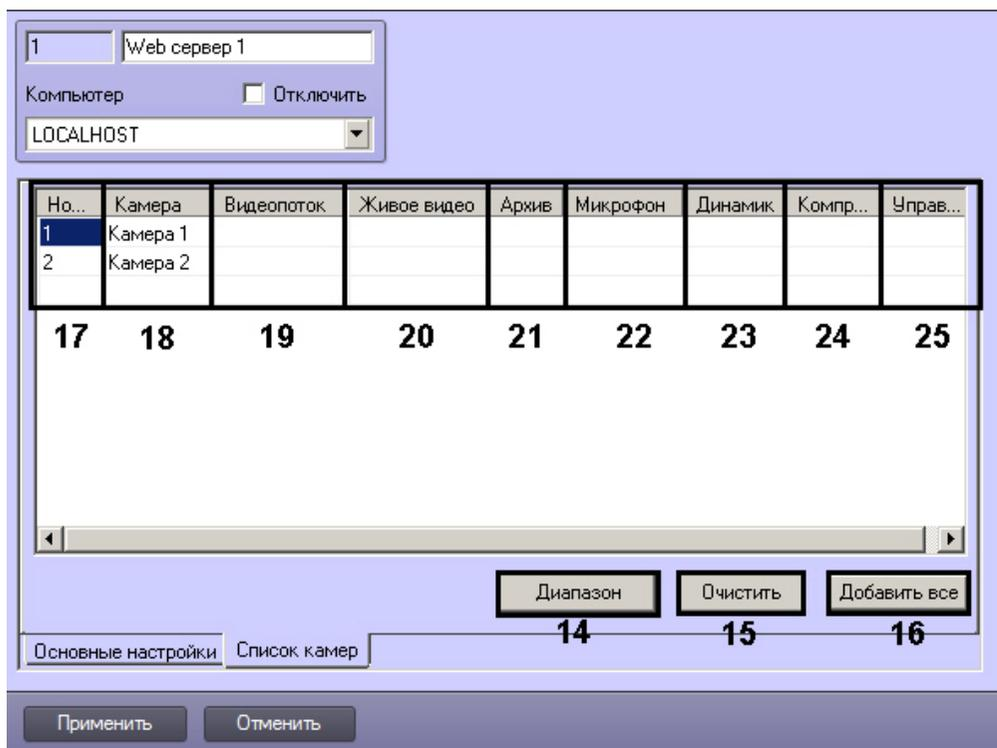 1 Web сервер 1
Компьютер Отключить
LOCALHOST
Но... Камера Видеопоток Живое видео Архив Микрофон Динамик Компр... Управ...
1 Камера 1
2 Камера 2
17 18 19 20 21 22 23 24 25
Диапазон Очистить Добавить все
14 15 16
Основные настройки Список камер
Применить Отменить